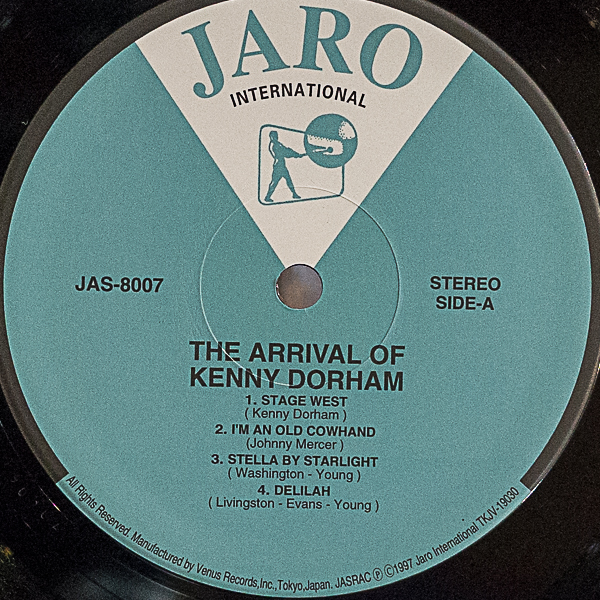 JARO
INTERNATIONAL
JAS-8007
STEREO
SIDE-A
THE ARRIVAL OF
KENNY DORHAM
1. STAGE WEST
( Kenny Dorham )
2. I'M AN OLD COWHAND
(Johnny Mercer )
3. STELLA BY STARLIGHT
( Washington - Young )
4. DELILAH
( Livingston - Evans - Young )
All Rights Reserved. Manufactured by Venus Records,Inc.,Tokyo,Japan. JASRAC Ⓟ©1997 Jaro International TKJV-19030